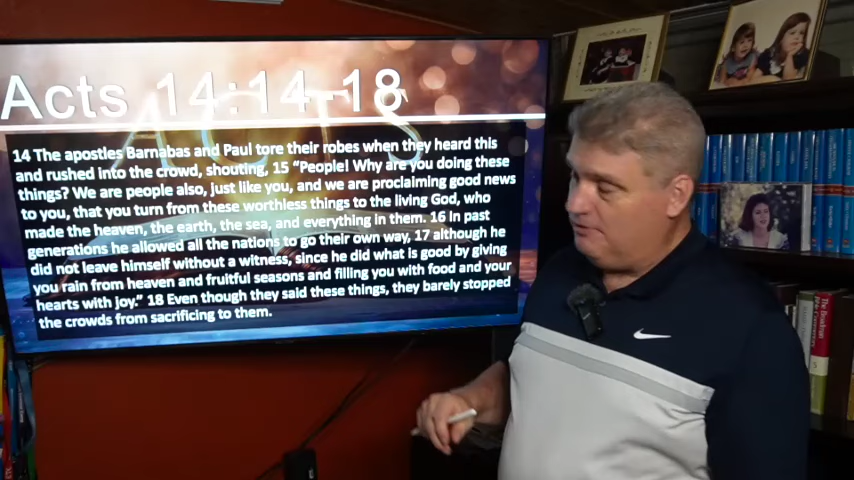 Acts 14:14-18
ACTS
14 The apostles Barnabas and Paul tore their robes when they heard this
and rushed into the crowd, shouting, 15 "People! Why are you doing these
things? We are people also, just like you, and we are proclaiming good news
to you, that you turn from these worthless things to the living God, who
made the heaven, the earth, the sea, and everything in them. 16 In past
generations he allowed all the nations to go their own way, 17 although he
did not leave himself without a witness, since he did what is good by giving
you rain from heaven and fruitful seasons and filling you with food and your
hearts with joy." 18 Even though they said these things, they barely stopped
the crowds from sacrificing to them.